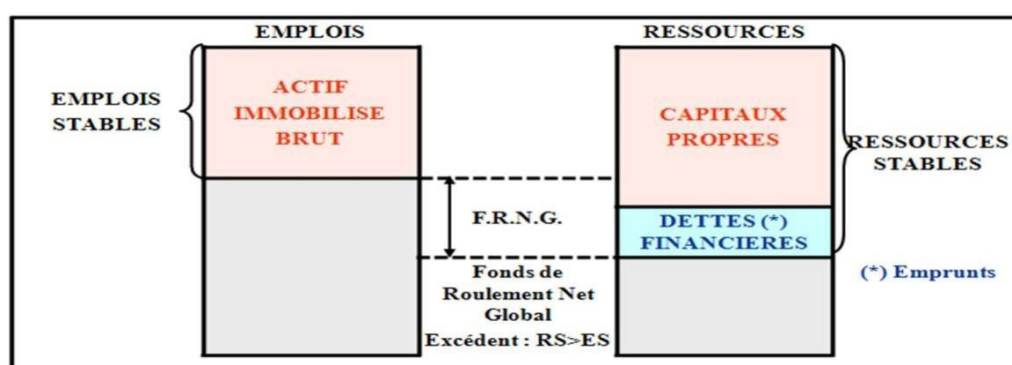 EMPLOIS
RESSOURCES
EMPLOIS
STABLES
ACTIF
IMMOBILISE
BRUT
CAPITAUX
PROPRES
RESSOURCES
STABLES
F.R.N.G.
DETTES (*)
FINANCIERES
Fonds de
Roulement Net
Global
Excédent : RS>ES
(*) Emprunts